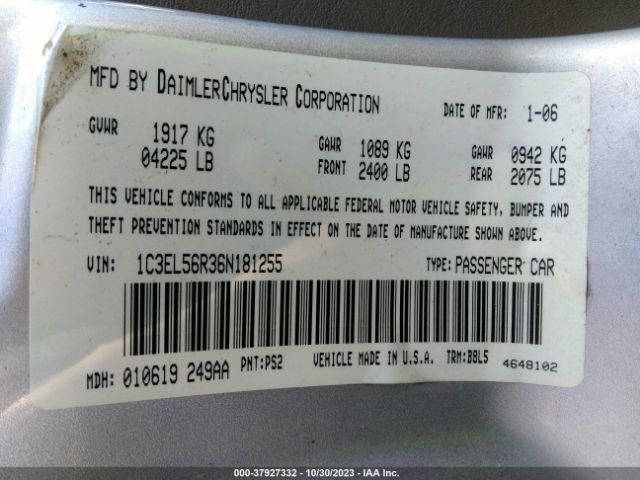 MFD BY DAIMLERCHRYSLER CORPORATION DATE OF MFR: 1-06
GVWR 1917 KG GAWR 1089 KG GAWR 0942 KG
04225 LB FRONT 2400 LB REAR 2075 LB
THIS VEHICLE CONFORMS TO ALL APPLICABLE FEDERAL MOTOR VEHICLE SAFETY, BUMPER AND
THEFT PREVENTION STANDARDS IN EFFECT ON THE DATE OF MANUFACTURE SHOWN ABOVE.
VIN: 1C3EL56R36N181255 TYPE: PASSENGER CAR
MDH: 010619 249AA PNT:PS2 VEHICLE MADE IN U.S.A. TRM:B8L5 4648102
000-37927332 - 10/30/2023 - IAA Inc.